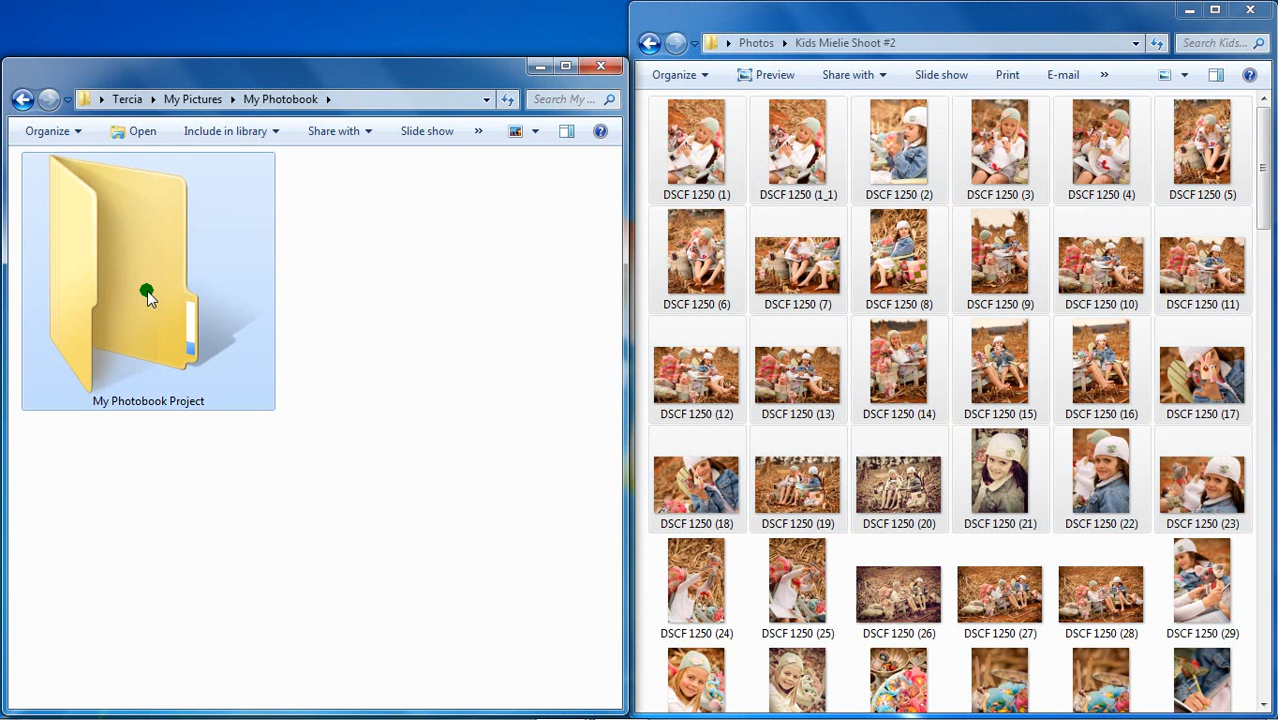 Tercia My Pictures My Photobook
Search My ...
Organize Open Include in library Share with Slide show »
My Photobook Project
Photos Kids Mielie Shoot #2
Search Kids...
Organize Preview Share with Slide show Print E-mail »
DSCF 1250 (1) DSCF 1250 (1_1) DSCF 1250 (2) DSCF 1250 (3) DSCF 1250 (4) DSCF 1250 (5)
DSCF 1250 (6) DSCF 1250 (7) DSCF 1250 (8) DSCF 1250 (9) DSCF 1250 (10) DSCF 1250 (11)
DSCF 1250 (12) DSCF 1250 (13) DSCF 1250 (14) DSCF 1250 (15) DSCF 1250 (16) DSCF 1250 (17)
DSCF 1250 (18) DSCF 1250 (19) DSCF 1250 (20) DSCF 1250 (21) DSCF 1250 (22) DSCF 1250 (23)
DSCF 1250 (24) DSCF 1250 (25) DSCF 1250 (26) DSCF 1250 (27) DSCF 1250 (28) DSCF 1250 (29)